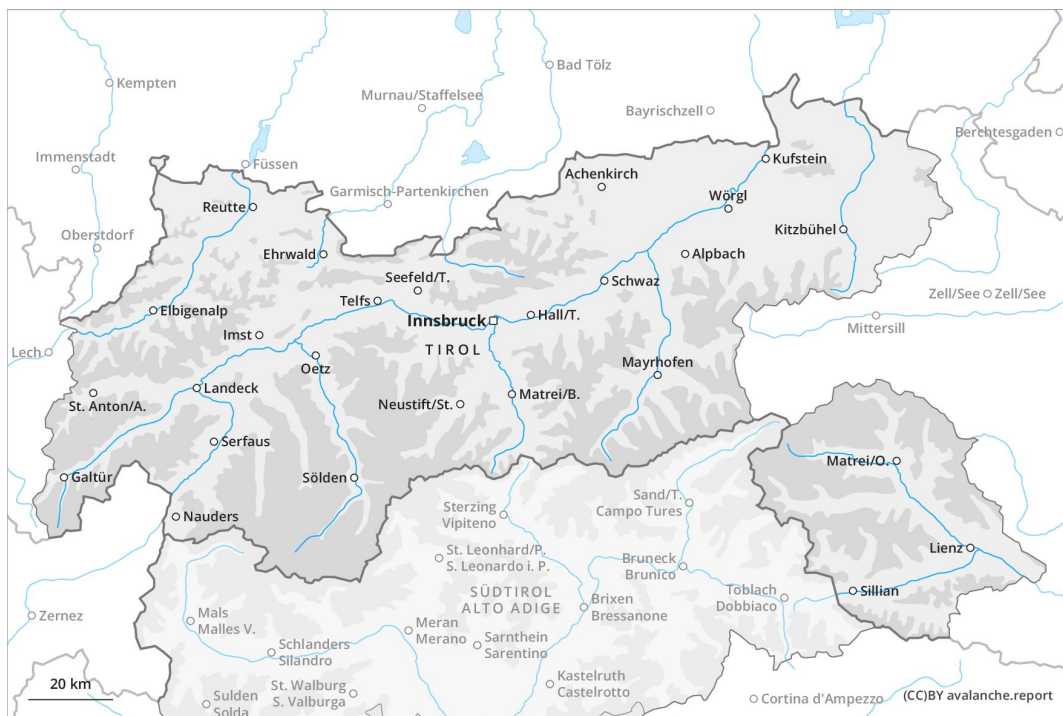 Kempten
Bad Tölz
Murnau/Staffelsee
Bayrischzell
Berchtesgaden
Immenstadt
Füssen
Kufstein
Achenkirch
Garmisch-Partenkirchen
Wörgl
Reutte
Oberstdorf
Kitzbühel
Ehrwald
Alpbach
Seefeld/T.
Schwaz
Zell/See
Zell/See
Telfs
Elbigenalp
Hall/T.
Innsbruck
Mittersill
Imst
TIROL
Lech
Oetz
Mayrhofen
Landeck
Matrei/B.
St. Anton/A.
Neustift/St.
Serfaus
Matrei/O.
Galtür
Sölden
Sand/T.
Campo Tures
Sterzing
Vipiteno
Nauders
Lienz
St. Leonhard/P.
S. Leonardo i. P.
Bruneck
Brunico
SÜDTIROL
ALTO ADIGE
Toblach
Dobbiaco
Sillian
Brixen
Bressanone
Zernez
Mals
Malles V.
Meran
Merano
Sarnthein
Sarentino
Schlanders
Silandro
Kastelruth
Castelrotto
20 km
St. Walburg
S. Valburga
Sulden
Solda
Cortina d'Ampezzo
(CC)BY avalanche.report